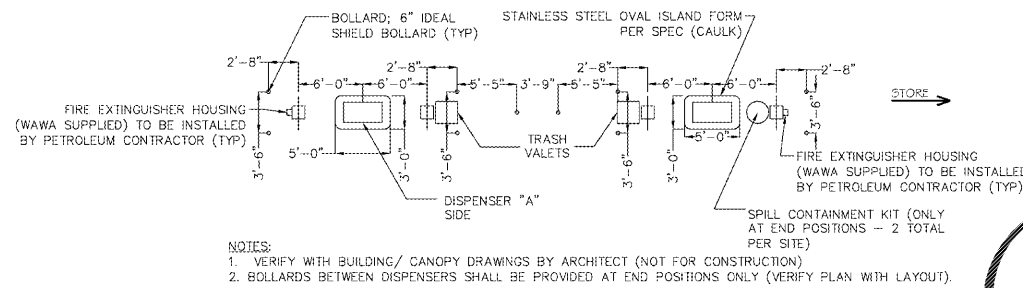 BOLLARD; 6" IDEAL
SHIELD BOLLARD (TYP)
STAINLESS STEEL OVAL ISLAND FORM
PER SPEC (CAULK)
2'-8"
6'-0"
6'-0"
2'-8"
5'-5"
3'-9"
5'-5"
2'-8"
6'-0"
6'-0"
2'-8"
STORE
FIRE EXTINGUISHER HOUSING
(WAWA SUPPLIED) TO BE INSTALLED
BY PETROLEUM CONTRACTOR (TYP)
3'-6"
5'-0"
3'-0"
3'-6"
TRASH
VALETS
3'-6"
3'-0"
5'-0"
3'-6"
FIRE EXTINGUISHER HOUSING
(WAWA SUPPLIED) TO BE INSTALLED
BY PETROLEUM CONTRACTOR (TYP)
DISPENSER "A"
SIDE
SPILL CONTAINMENT KIT (ONLY
AT END POSITIONS - 2 TOTAL
PER SITE)
NOTES:
1. VERIFY WITH BUILDING/ CANOPY DRAWINGS BY ARCHITECT (NOT FOR CONSTRUCTION)
2. BOLLARDS BETWEEN DISPENSERS SHALL BE PROVIDED AT END POSITIONS ONLY (VERIFY PLAN WITH LAYOUT).